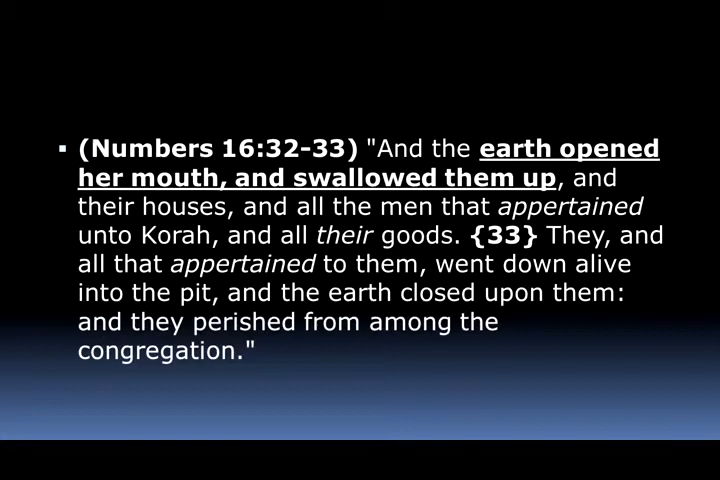 ▪ (Numbers 16:32-33) "And the earth opened
her mouth, and swallowed them up, and
their houses, and all the men that appertained
unto Korah, and all their goods. {33} They, and
all that appertained to them, went down alive
into the pit, and the earth closed upon them:
and they perished from among the
congregation."